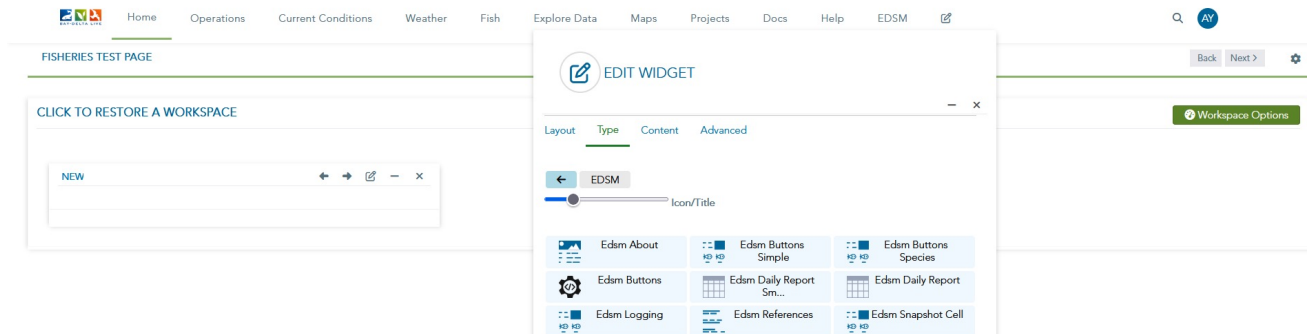 BAY-DELTA LIVE
Home Operations Current Conditions Weather Fish Explore Data Maps Projects Docs Help EDSM AY
FISHERIES TEST PAGE
Back Next >
EDIT WIDGET
CLICK TO RESTORE A WORKSPACE
Workspace Options
Layout Type Content Advanced
NEW
EDSM
Icon/Title
Edsm About
Edsm Buttons
Simple
Edsm Buttons
Species
Edsm Buttons
Edsm Daily Report
Sm...
Edsm Daily Report
Edsm Logging
Edsm References
Edsm Snapshot Cell